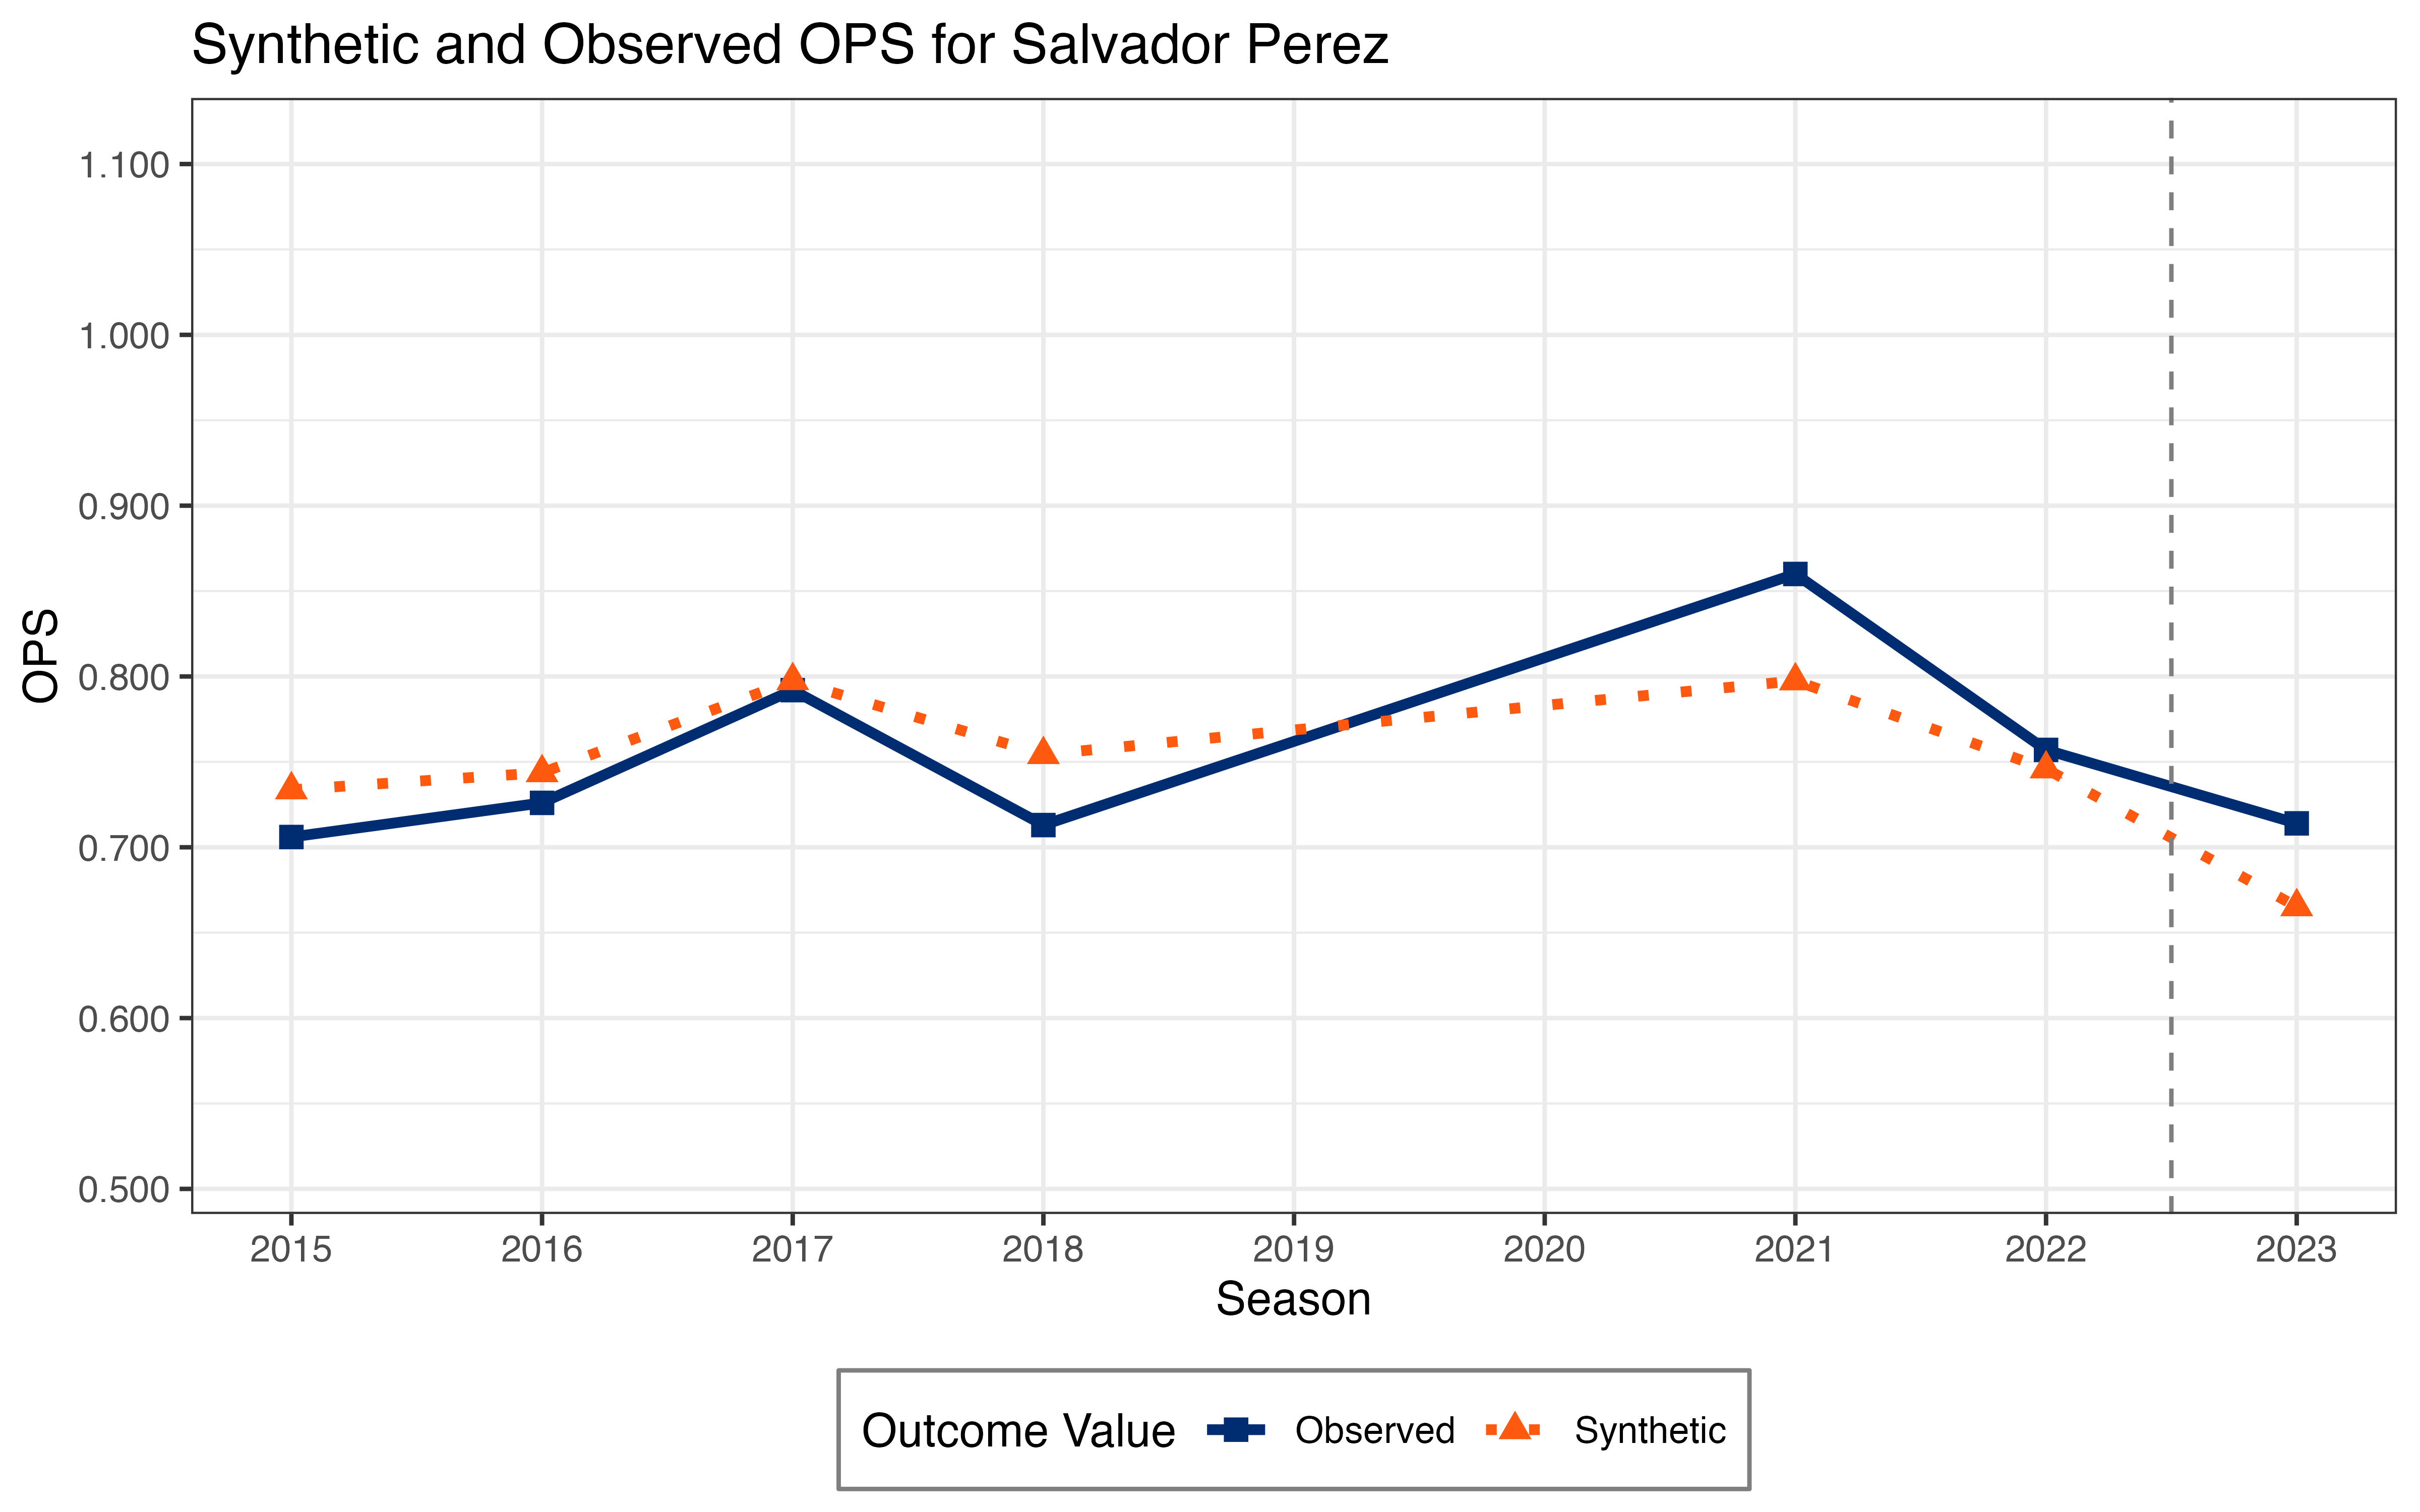 Synthetic and Observed OPS for Salvador Perez
OPS
1.100
1.000
0.900
0.800
0.700
0.600
0.500
2015 2016 2017 2018 2019 2020 2021 2022 2023
Season
Outcome Value Observed Synthetic